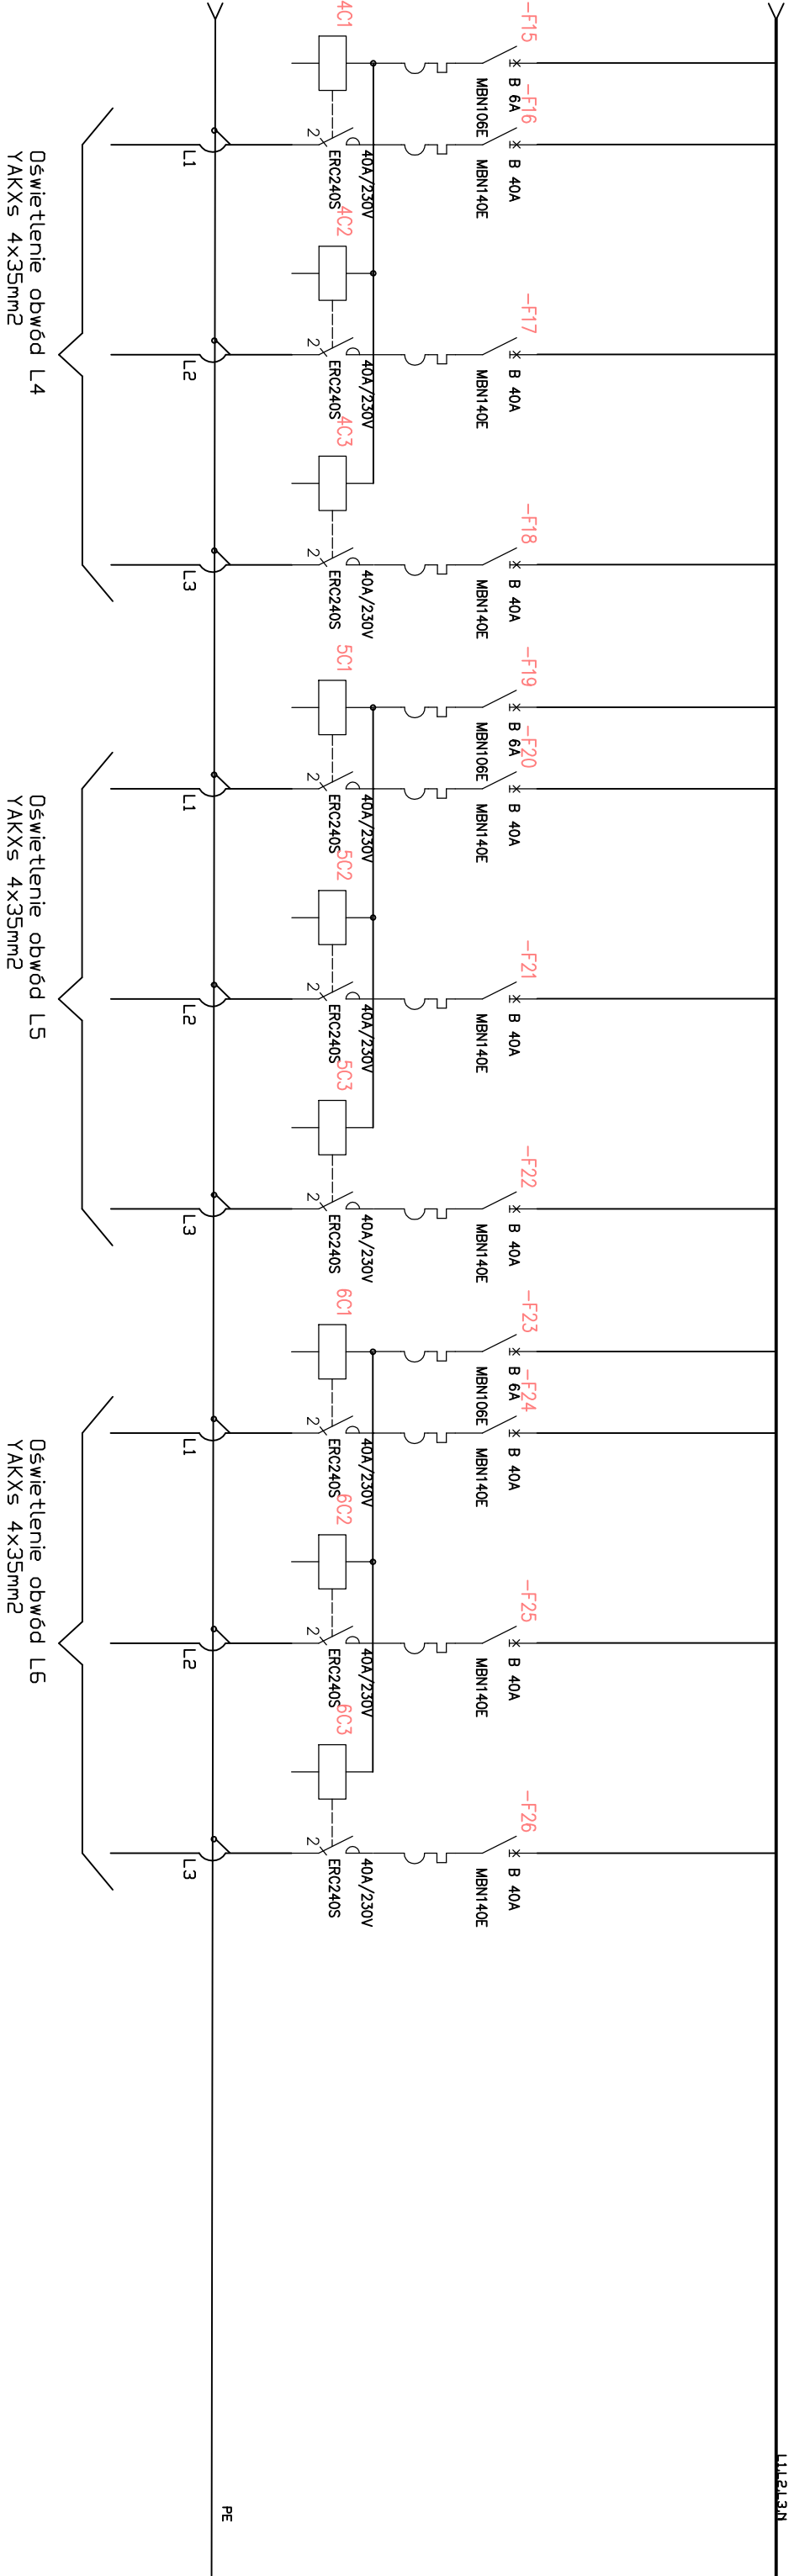 L1,L2,L3,N
-F15
B 6A
MBN106E
-F16
B 40A
MBN140E
-F17
B 40A
MBN140E
-F18
B 40A
MBN140E
-F19
B 6A
MBN106E
-F20
B 40A
MBN140E
-F21
B 40A
MBN140E
-F22
B 40A
MBN140E
-F23
B 6A
MBN106E
-F24
B 40A
MBN140E
-F25
B 40A
MBN140E
-F26
B 40A
MBN140E
4C1
40A/230V
ERC240S
2
4C2
40A/230V
ERC240S
2
4C3
40A/230V
ERC240S
2
5C1
40A/230V
ERC240S
2
5C2
40A/230V
ERC240S
2
5C3
40A/230V
ERC240S
2
6C1
40A/230V
ERC240S
2
6C2
40A/230V
ERC240S
2
6C3
40A/230V
ERC240S
2
PE
L1
L2
L3
L1
L2
L3
L1
L2
L3
Oświetlenie obwód L4
YAKXs 4x35mm2
Oświetlenie obwód L5
YAKXs 4x35mm2
Oświetlenie obwód L6
YAKXs 4x35mm2